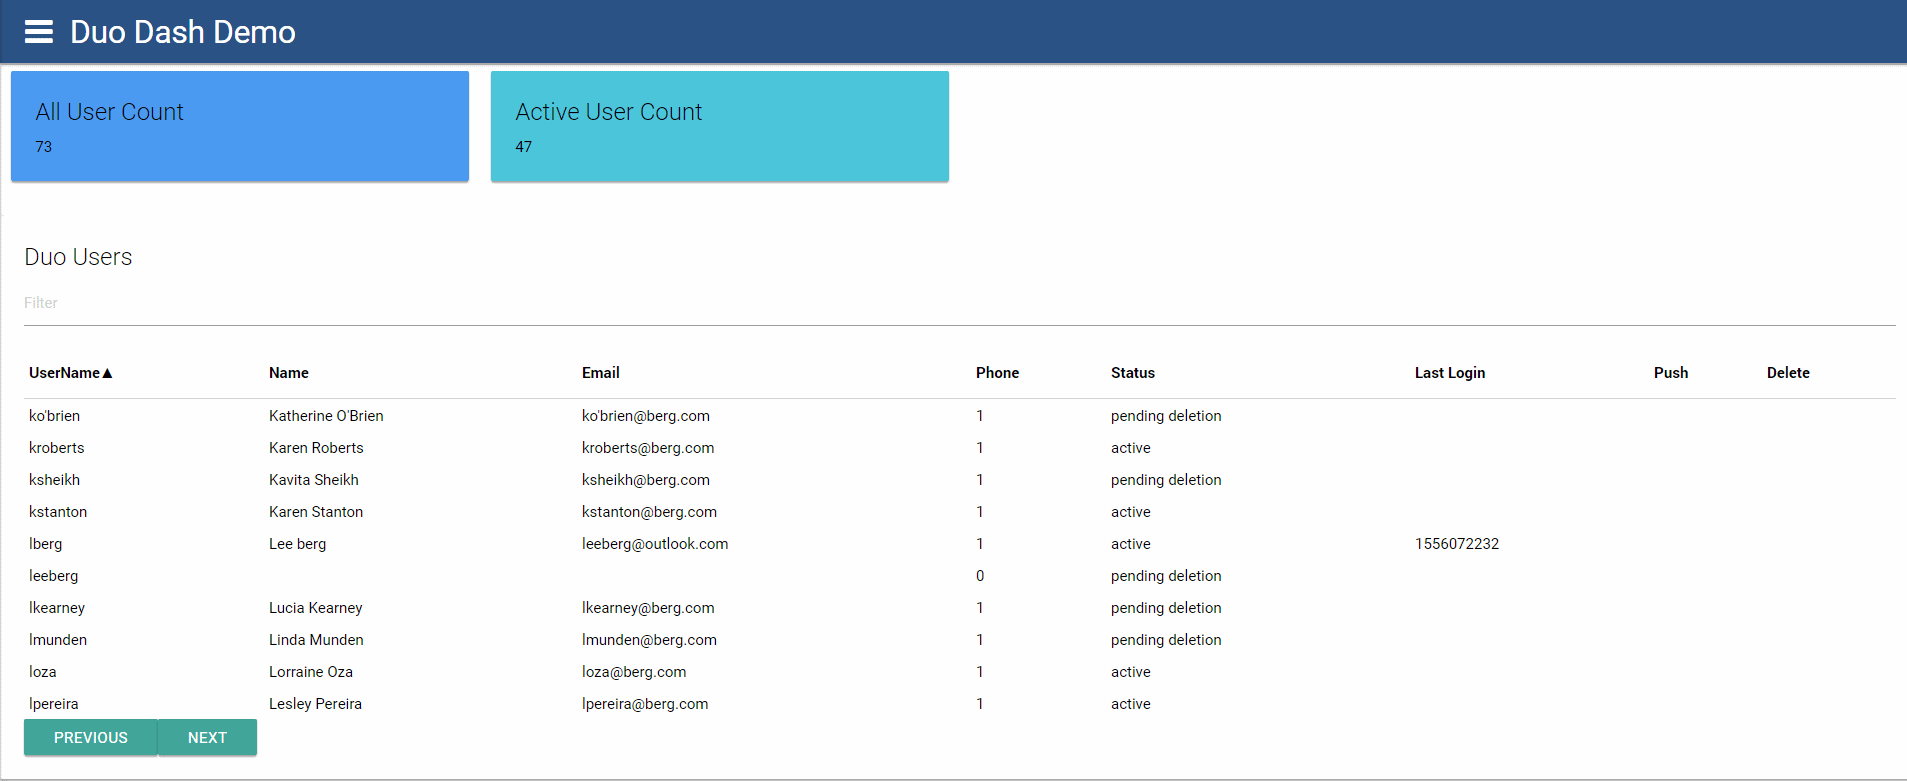 Duo Dash Demo
All User Count
73
Active User Count
47
Duo Users
Filter
UserName▲ Name Email Phone Status Last Login Push Delete
ko'brien Katherine O'Brien ko'brien@berg.com 1 pending deletion
kroberts Karen Roberts kroberts@berg.com 1 active
ksheikh Kavita Sheikh ksheikh@berg.com 1 pending deletion
kstanton Karen Stanton kstanton@berg.com 1 active
lberg Lee berg leeberg@outlook.com 1 active 1556072232
leeberg 0 pending deletion
lkearney Lucia Kearney lkearney@berg.com 1 pending deletion
lmunden Linda Munden lmunden@berg.com 1 pending deletion
loza Lorraine Oza loza@berg.com 1 active
lpereira Lesley Pereira lpereira@berg.com 1 active
PREVIOUS NEXT